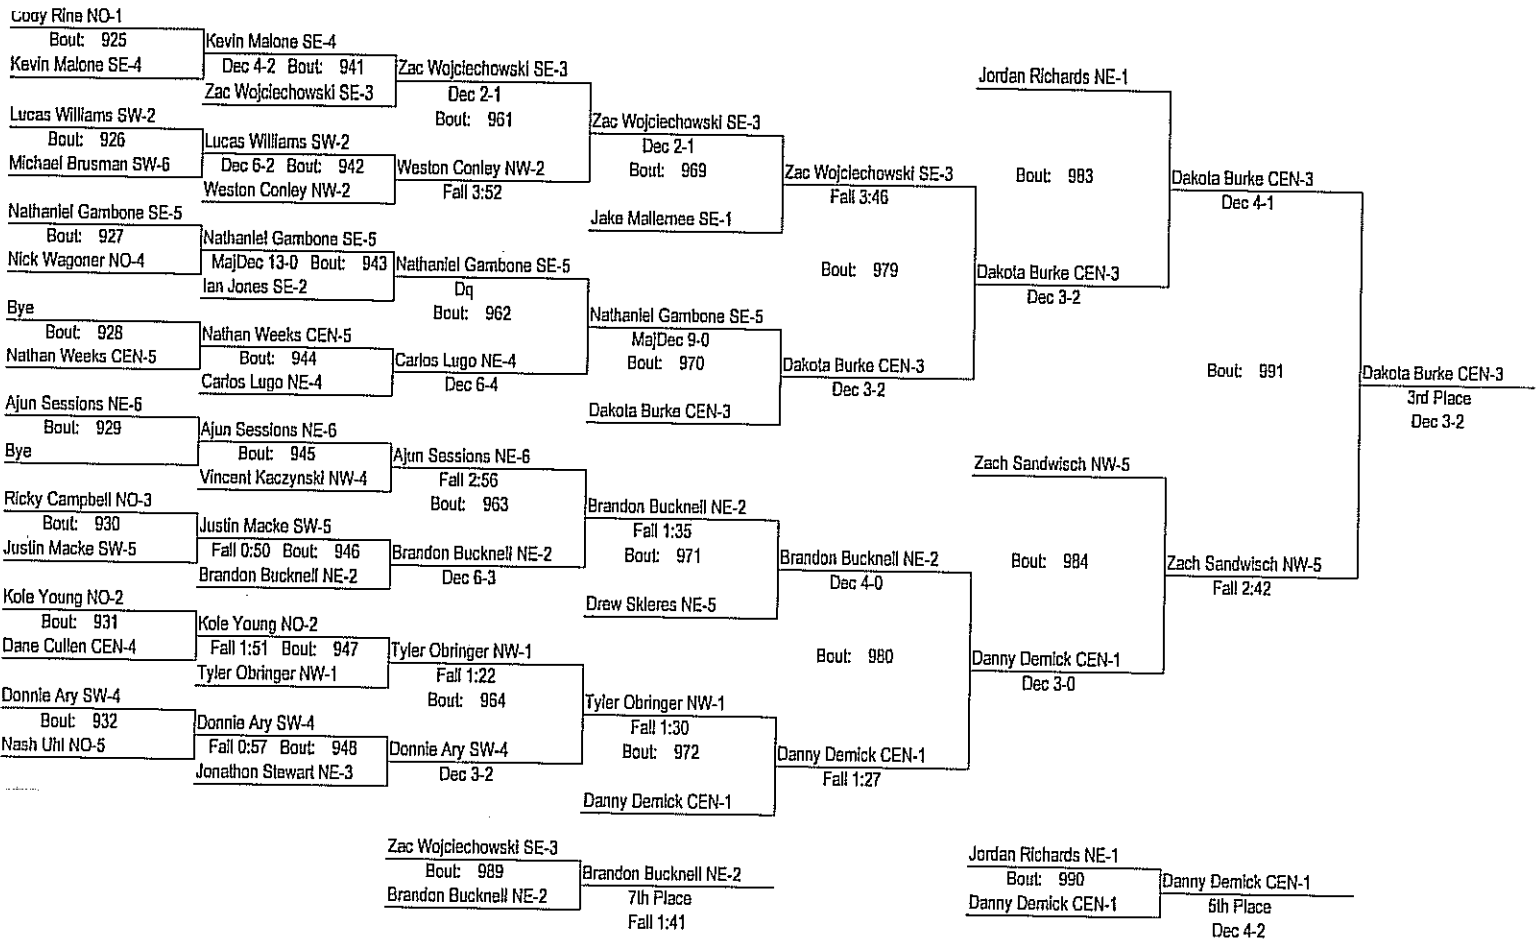 Cody Rine NO-1
Bout: 925
Kevin Malone SE-4
Lucas Williams SW-2
Bout: 926
Michael Brusman SW-6
Nathaniel Gambone SE-5
Bout: 927
Nick Wagoner NO-4
Bye
Bout: 928
Nathan Weeks CEN-5
Ajun Sessions NE-6
Bout: 929
Bye
Ricky Campbell NO-3
Bout: 930
Justin Macke SW-5
Kole Young NO-2
Bout: 931
Dane Cullen CEN-4
Donnie Ary SW-4
Bout: 932
Nash Uhl NO-5
Kevin Malone SE-4
Dec 4-2 Bout: 941
Zac Wojciechowski SE-3
Lucas Williams SW-2
Dec 6-2 Bout: 942
Weston Conley NW-2
Nathaniel Gambone SE-5
MajDec 13-0 Bout: 943
Ian Jones SE-2
Nathan Weeks CEN-5
Bout: 944
Carlos Lugo NE-4
Ajun Sessions NE-6
Bout: 945
Vincent Kaczynski NW-4
Justin Macke SW-5
Fall 0:50 Bout: 946
Brandon Bucknell NE-2
Kole Young NO-2
Fall 1:51 Bout: 947
Tyler Obringer NW-1
Donnie Ary SW-4
Fall 0:57 Bout: 948
Jonathon Stewart NE-3
Zac Wojciechowski SE-3
Dec 2-1
Bout: 961
Weston Conley NW-2
Fall 3:52
Nathaniel Gambone SE-5
Dq
Bout: 962
Carlos Lugo NE-4
Dec 6-4
Ajun Sessions NE-6
Fall 2:56
Bout: 963
Brandon Bucknell NE-2
Dec 6-3
Tyler Obringer NW-1
Fall 1:22
Bout: 964
Donnie Ary SW-4
Dec 3-2
Zac Wojciechowski SE-3
Dec 2-1
Bout: 969
Jake Mallernee SE-1
Nathaniel Gambone SE-5
MajDec 9-0
Bout: 970
Dakota Burke CEN-3
Brandon Bucknell NE-2
Fall 1:35
Bout: 971
Drew Skieres NE-5
Tyler Obringer NW-1
Fall 1:30
Bout: 972
Danny Demick CEN-1
Zac Wojciechowski SE-3
Fall 3:46
Bout: 979
Dakota Burke CEN-3
Dec 3-2
Brandon Bucknell NE-2
Dec 4-0
Bout: 980
Danny Demick CEN-1
Fall 1:27
Jordan Richards NE-1
Bout: 983
Dakota Burke CEN-3
Dec 3-2
Zach Sandwisch NW-5
Bout: 984
Danny Demick CEN-1
Dec 3-0
Dakota Burke CEN-3
Dec 4-1
Bout: 991
Zach Sandwisch NW-5
Fall 2:42
Dakota Burke CEN-3
3rd Place
Dec 3-2
Zac Wojciechowski SE-3
Bout: 989
Brandon Bucknell NE-2
Brandon Bucknell NE-2
7th Place
Fall 1:41
Jordan Richards NE-1
Bout: 990
Danny Demick CEN-1
Danny Demick CEN-1
5th Place
Dec 4-2